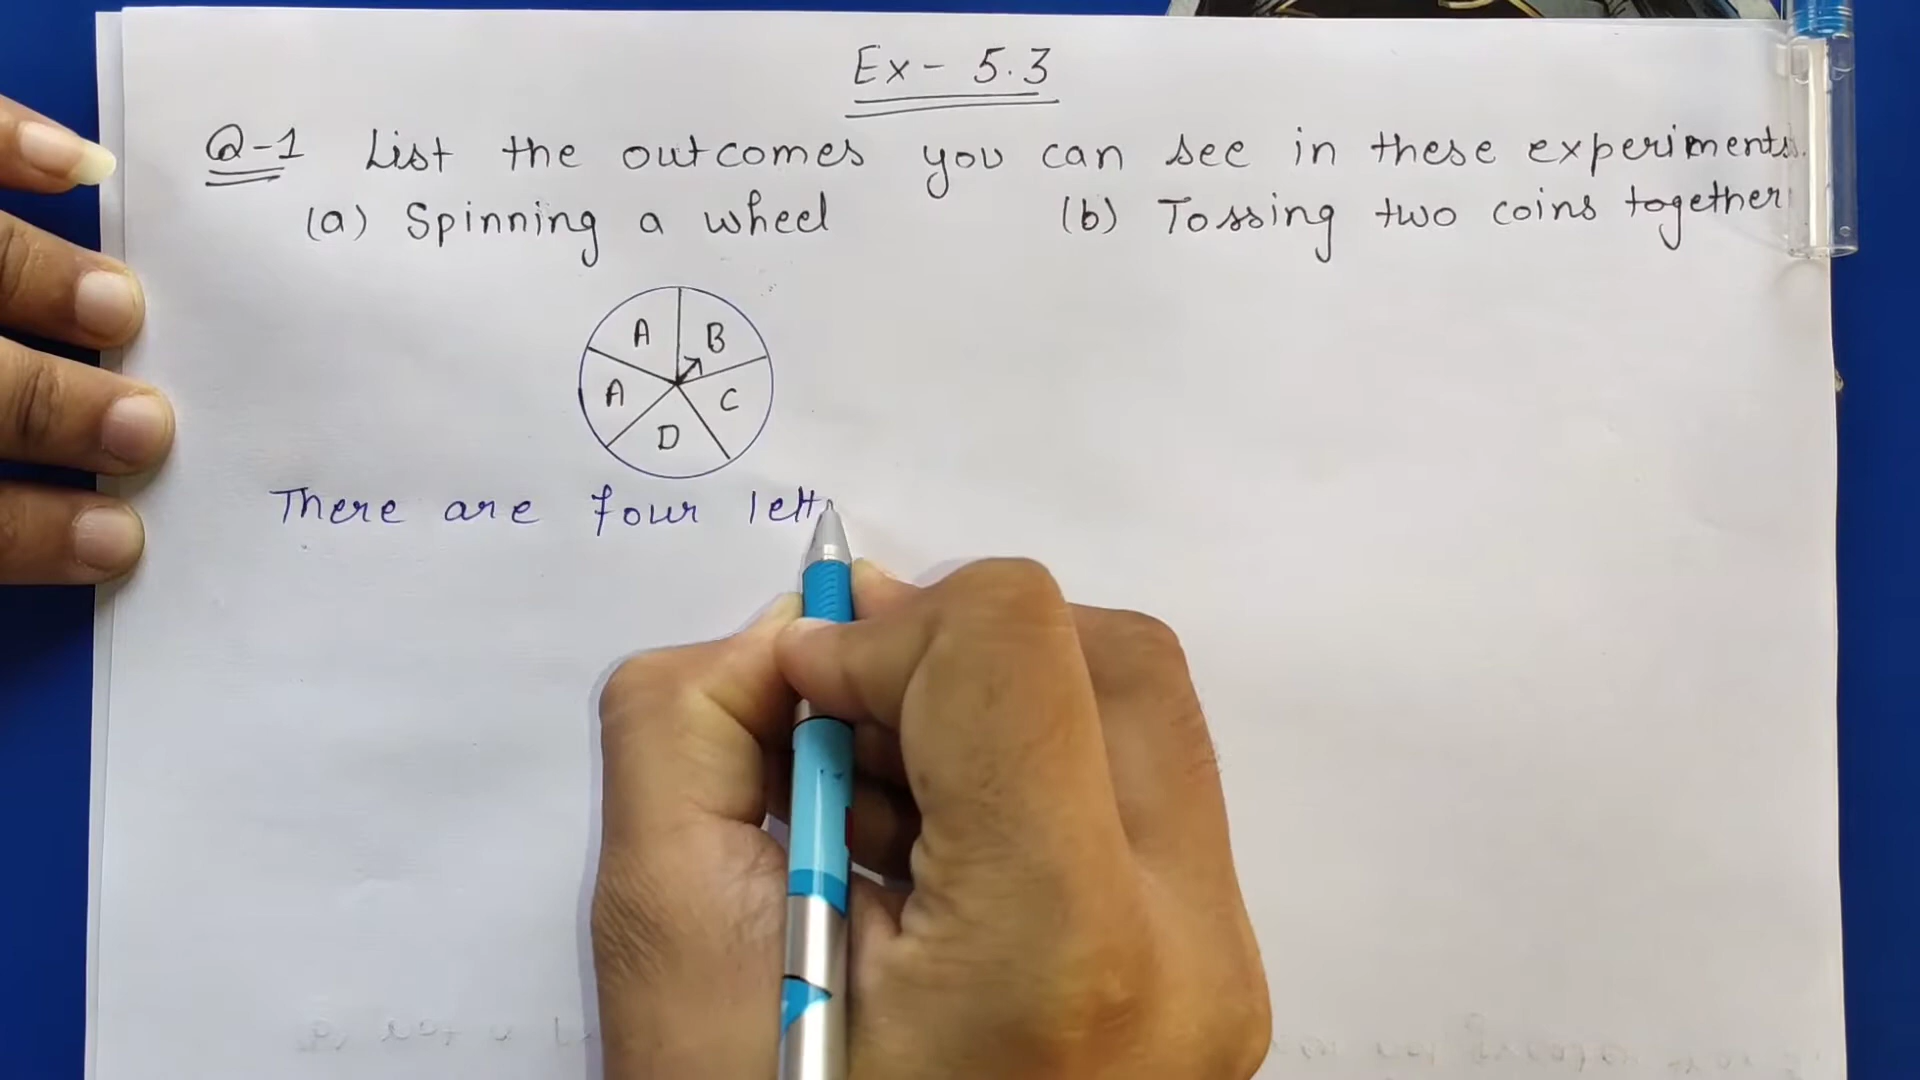 Ex - 5.3
Q-1 List the outcomes you can see in these experiments.
(a) Spinning a wheel (b) Tossing two coins together
A B
A C
D
There are four lett